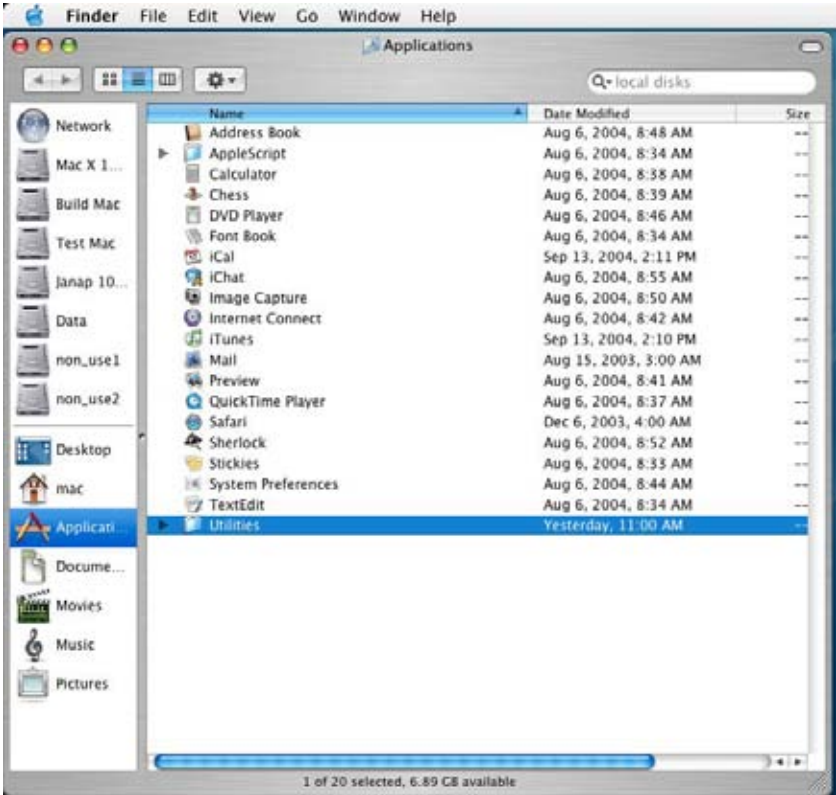 Finder File Edit View Go Window Help
Applications
local disks
Name Date Modified Size
Address Book Aug 6, 2004, 8:48 AM --
AppleScript Aug 6, 2004, 8:34 AM --
Calculator Aug 6, 2004, 8:38 AM --
Chess Aug 6, 2004, 8:39 AM --
DVD Player Aug 6, 2004, 8:46 AM --
Font Book Aug 6, 2004, 8:34 AM --
iCal Sep 13, 2004, 2:11 PM --
iChat Aug 6, 2004, 8:55 AM --
Image Capture Aug 6, 2004, 8:50 AM --
Internet Connect Aug 6, 2004, 8:42 AM --
iTunes Sep 13, 2004, 2:10 PM --
Mail Aug 15, 2003, 3:00 AM --
Preview Aug 6, 2004, 8:41 AM --
QuickTime Player Aug 6, 2004, 8:37 AM --
Safari Dec 6, 2003, 4:00 AM --
Sherlock Aug 6, 2004, 8:52 AM --
Stickies Aug 6, 2004, 8:33 AM --
System Preferences Aug 6, 2004, 8:44 AM --
TextEdit Aug 6, 2004, 8:34 AM --
Utilities Yesterday, 11:00 AM --
Network
Mac X 1...
Build Mac
Test Mac
Janap 10...
Data
non_use1
non_use2
Desktop
mac
Applicati...
Docume...
Movies
Music
Pictures
1 of 20 selected, 6.89 GB available